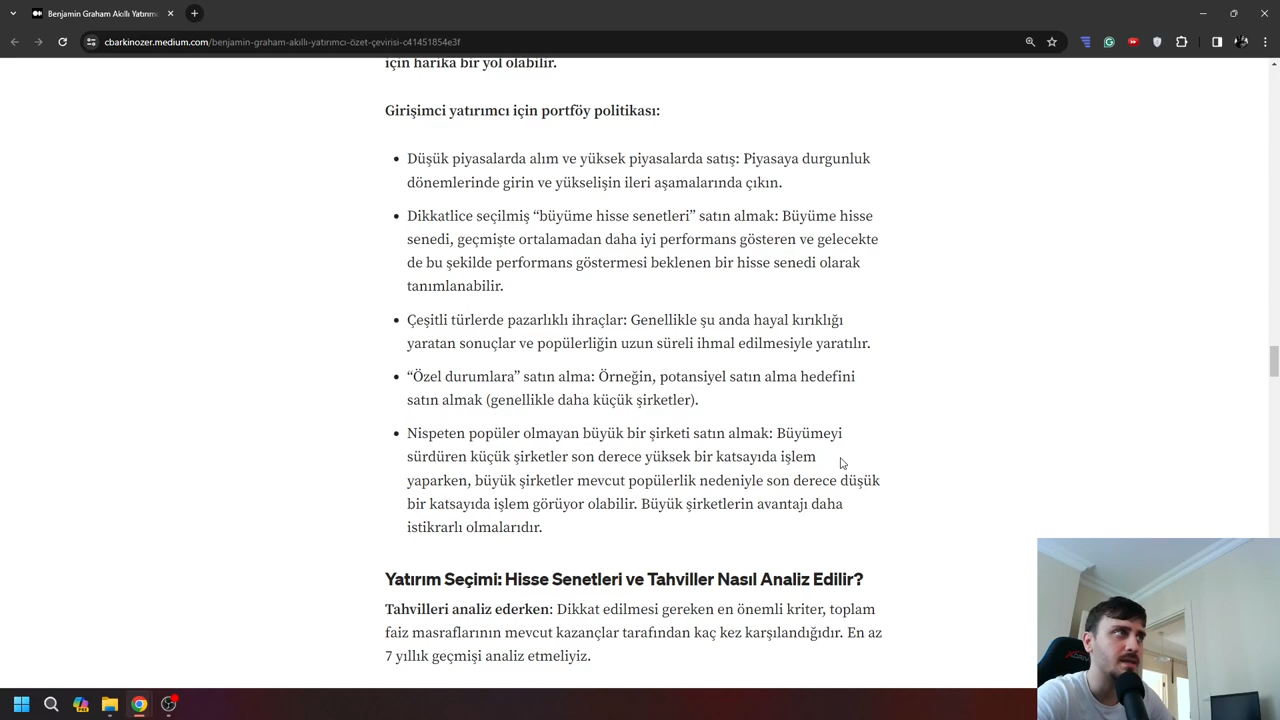 Benjamin Graham Akıllı Yatırımc
cbarkinozer.medium.com/benjamin-graham-akıllı-yatırımcı-özet-çevirisi-c41451854e3f
için harika bir yol olabilir.
Girişimci yatırımcı için portföy politikası:
Düşük piyasalarda alım ve yüksek piyasalarda satış: Piyasaya durgunluk
dönemlerinde girin ve yükselişin ileri aşamalarında çıkın.
Dikkatlice seçilmiş “büyüme hisse senetleri” satın almak: Büyüme hisse
senedi, geçmişte ortalamadan daha iyi performans gösteren ve gelecekte
de bu şekilde performans göstermesi beklenen bir hisse senedi olarak
tanımlanabilir.
Çeşitli türlerde pazarlıklı ihraçlar: Genellikle şu anda hayal kırıklığı
yaratan sonuçlar ve popülerliğin uzun süreli ihmal edilmesiyle yaratılır.
“Özel durumlara” satın alma: Örneğin, potansiyel satın alma hedefini
satın almak (genellikle daha küçük şirketler).
Nispeten popüler olmayan büyük bir şirketi satın almak: Büyümeyi
sürdüren küçük şirketler son derece yüksek bir katsayıda işlem
yaparken, büyük şirketler mevcut popülerlik nedeniyle son derece düşük
bir katsayıda işlem görüyor olabilir. Büyük şirketlerin avantajı daha
istikrarlı olmalarıdır.
Yatırım Seçimi: Hisse Senetleri ve Tahviller Nasıl Analiz Edilir?
Tahvilleri analiz ederken: Dikkat edilmesi gereken en önemli kriter, toplam
faiz masraflarının mevcut kazançlar tarafından kaç kez karşılandığıdır. En az
7 yıllık geçmişi analiz etmeliyiz.